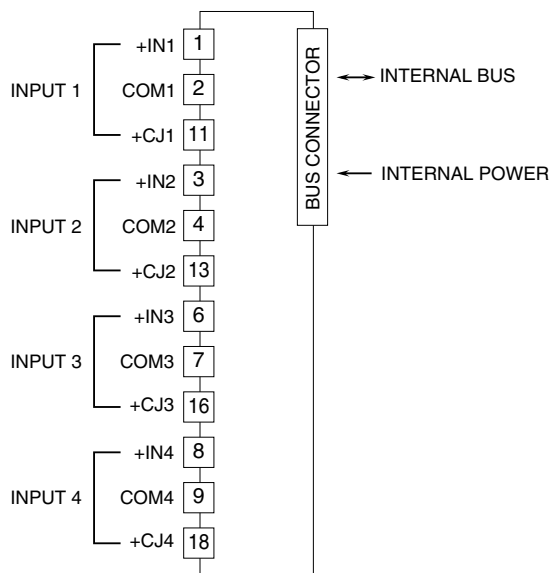 +IN1 1
INPUT 1 COM1 2
+CJ1 11
+IN2 3
INPUT 2 COM2 4
+CJ2 13
+IN3 6
INPUT 3 COM3 7
+CJ3 16
+IN4 8
INPUT 4 COM4 9
+CJ4 18
BUS CONNECTOR
INTERNAL BUS
INTERNAL POWER